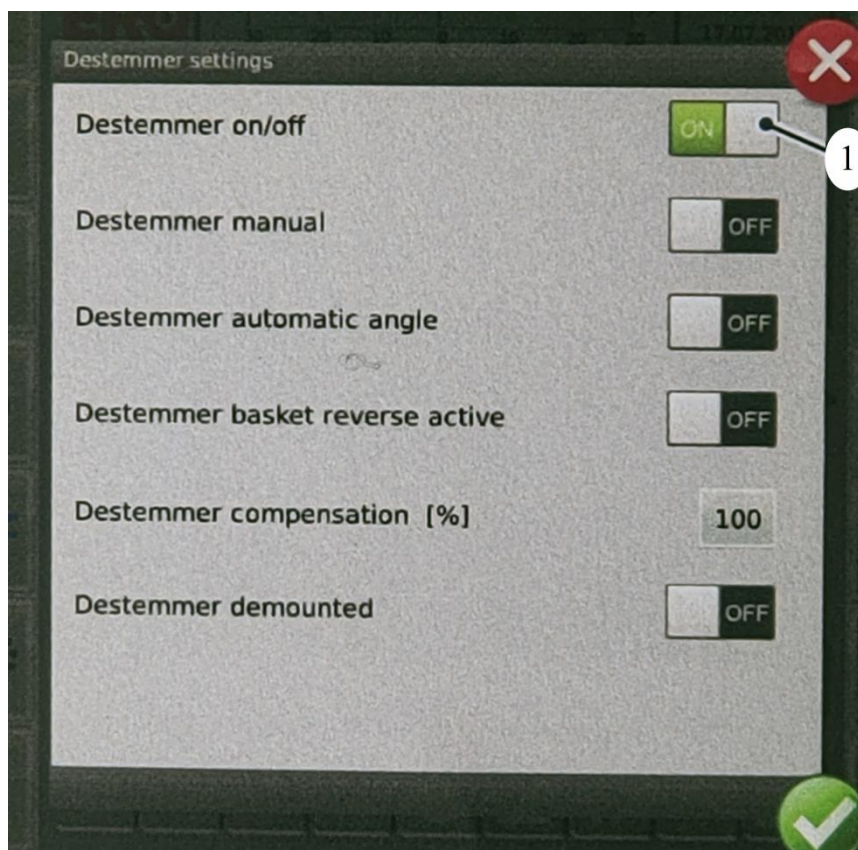 Destemmer settings
Destemmer on/off ON
1
Destemmer manual OFF
Destemmer automatic angle OFF
Destemmer basket reverse active OFF
Destemmer compensation [%] 100
Destemmer demounted OFF